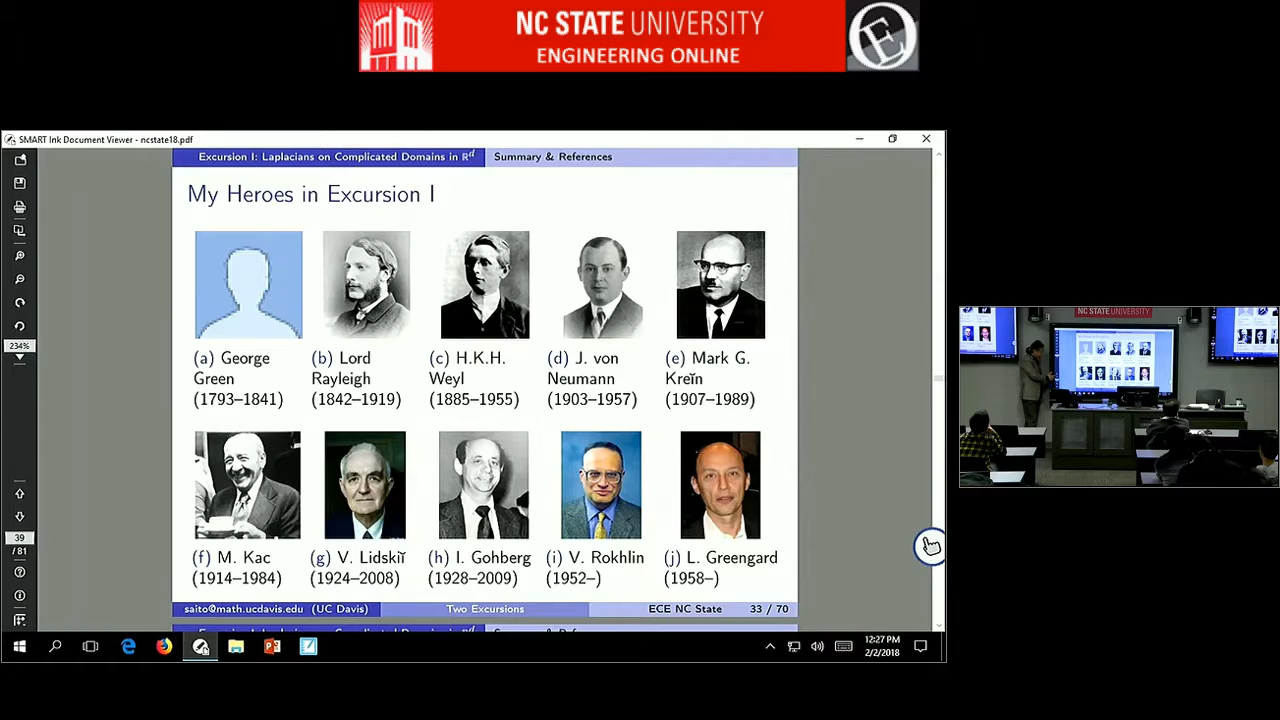 NC STATE UNIVERSITY
ENGINEERING ONLINE
SMART Ink Document Viewer - ncstate18.pdf
Excursion I: Laplacians on Complicated Domains in ℝᵈ Summary & References
My Heroes in Excursion I
(a) George
Green
(1793–1841)
(b) Lord
Rayleigh
(1842–1919)
(c) H.K.H.
Weyl
(1885–1955)
(d) J. von
Neumann
(1903–1957)
(e) Mark G.
Kreĭn
(1907–1989)
234%
(f) M. Kac
(1914–1984)
(g) V. Lidskiĭ
(1924–2008)
(h) I. Gohberg
(1928–2009)
(i) V. Rokhlin
(1952–)
(j) L. Greengard
(1958–)
39
/ 81
saito@math.ucdavis.edu (UC Davis) Two Excursions ECE NC State 33 / 70
12:27 PM
2/2/2018
NC STATE UNIVERSITY